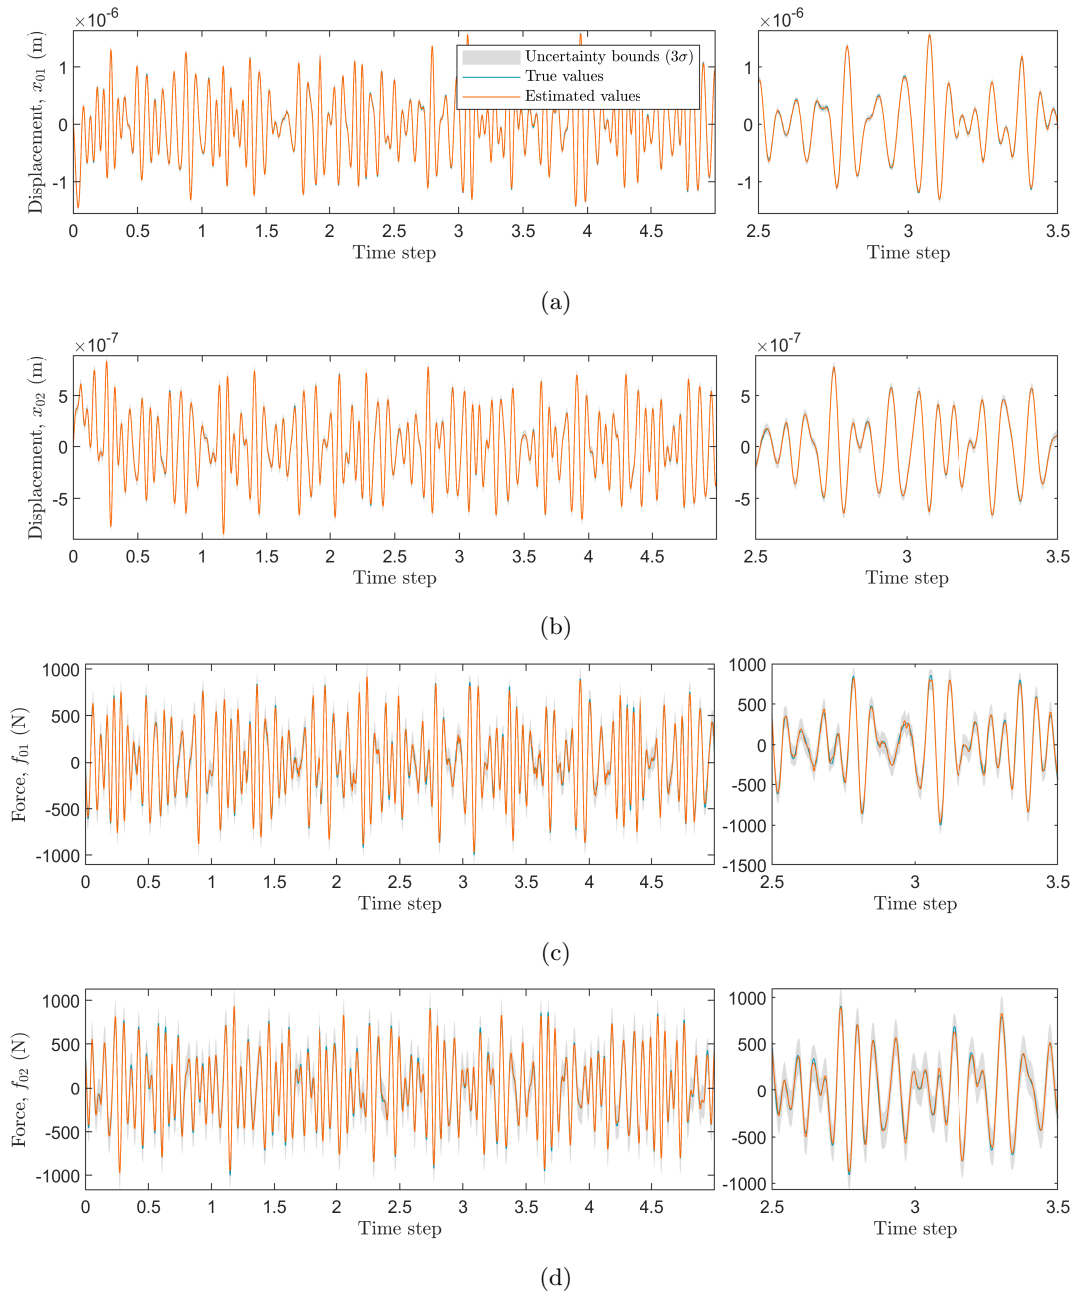 ×10⁻⁶
Displacement, x₀₁ (m)
1
0
-1
0 0.5 1 1.5 2 2.5 3 3.5 4 4.5
Time step
Uncertainty bounds (3σ)
True values
Estimated values
×10⁻⁶
1
0
-1
2.5 3 3.5
Time step
(a)
×10⁻⁷
Displacement, x₀₂ (m)
5
0
-5
0 0.5 1 1.5 2 2.5 3 3.5 4 4.5
Time step
×10⁻⁷
5
0
-5
2.5 3 3.5
Time step
(b)
Force, f₀₁ (N)
1000
500
0
-500
-1000
0 0.5 1 1.5 2 2.5 3 3.5 4 4.5
Time step
1000
500
0
-500
-1000
-1500
2.5 3 3.5
Time step
(c)
Force, f₀₂ (N)
1000
500
0
-500
-1000
0 0.5 1 1.5 2 2.5 3 3.5 4 4.5
Time step
1000
500
0
-500
-1000
2.5 3 3.5
Time step
(d)